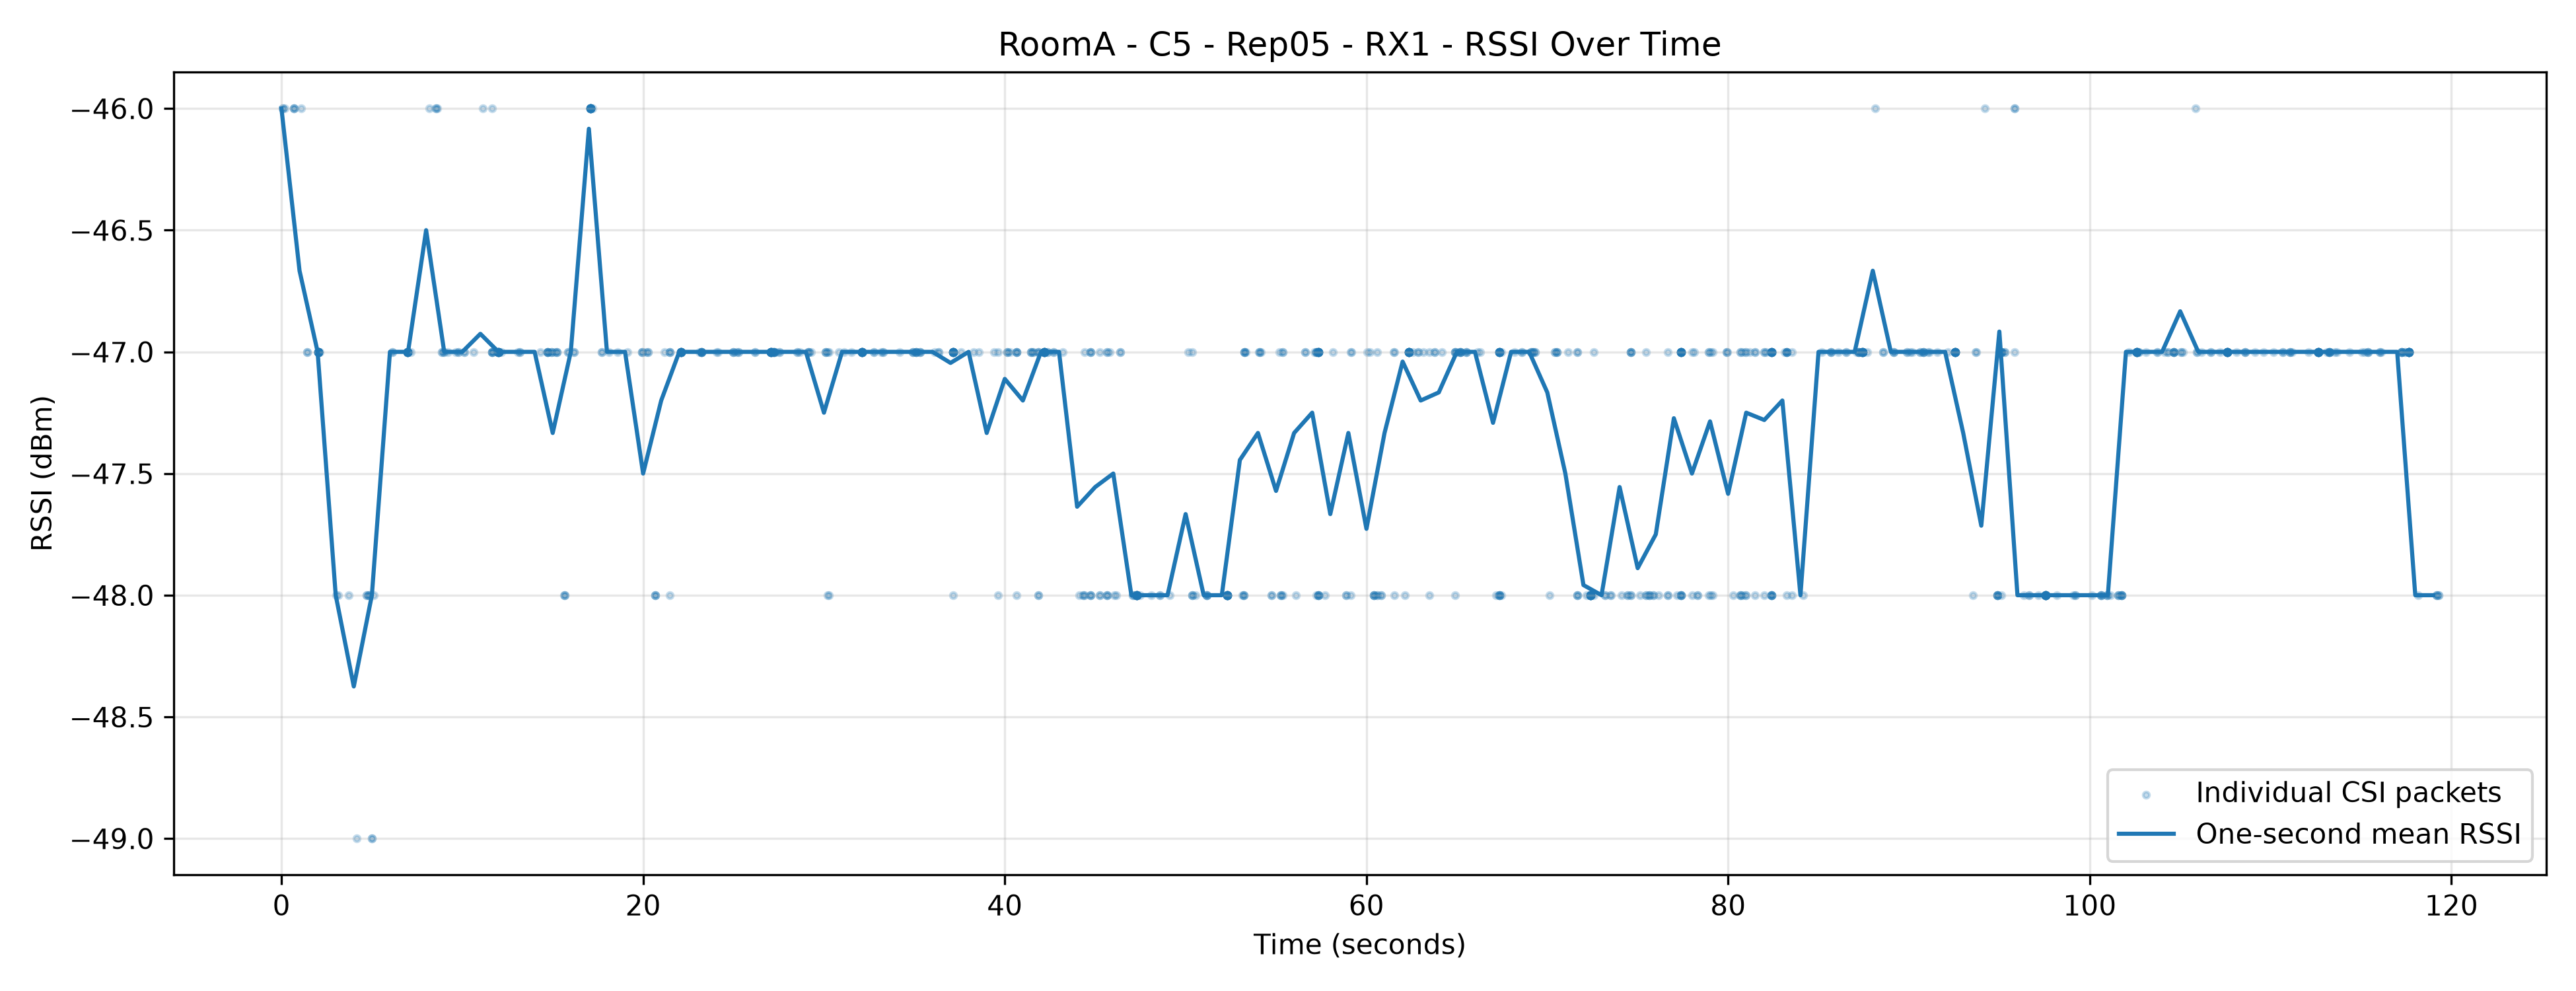 RoomA - C5 - Rep05 - RX1 - RSSI Over Time
RSSI (dBm)
−46.0
−46.5
−47.0
−47.5
−48.0
−48.5
−49.0
Individual CSI packets
One-second mean RSSI
0 20 40 60 80 100 120
Time (seconds)